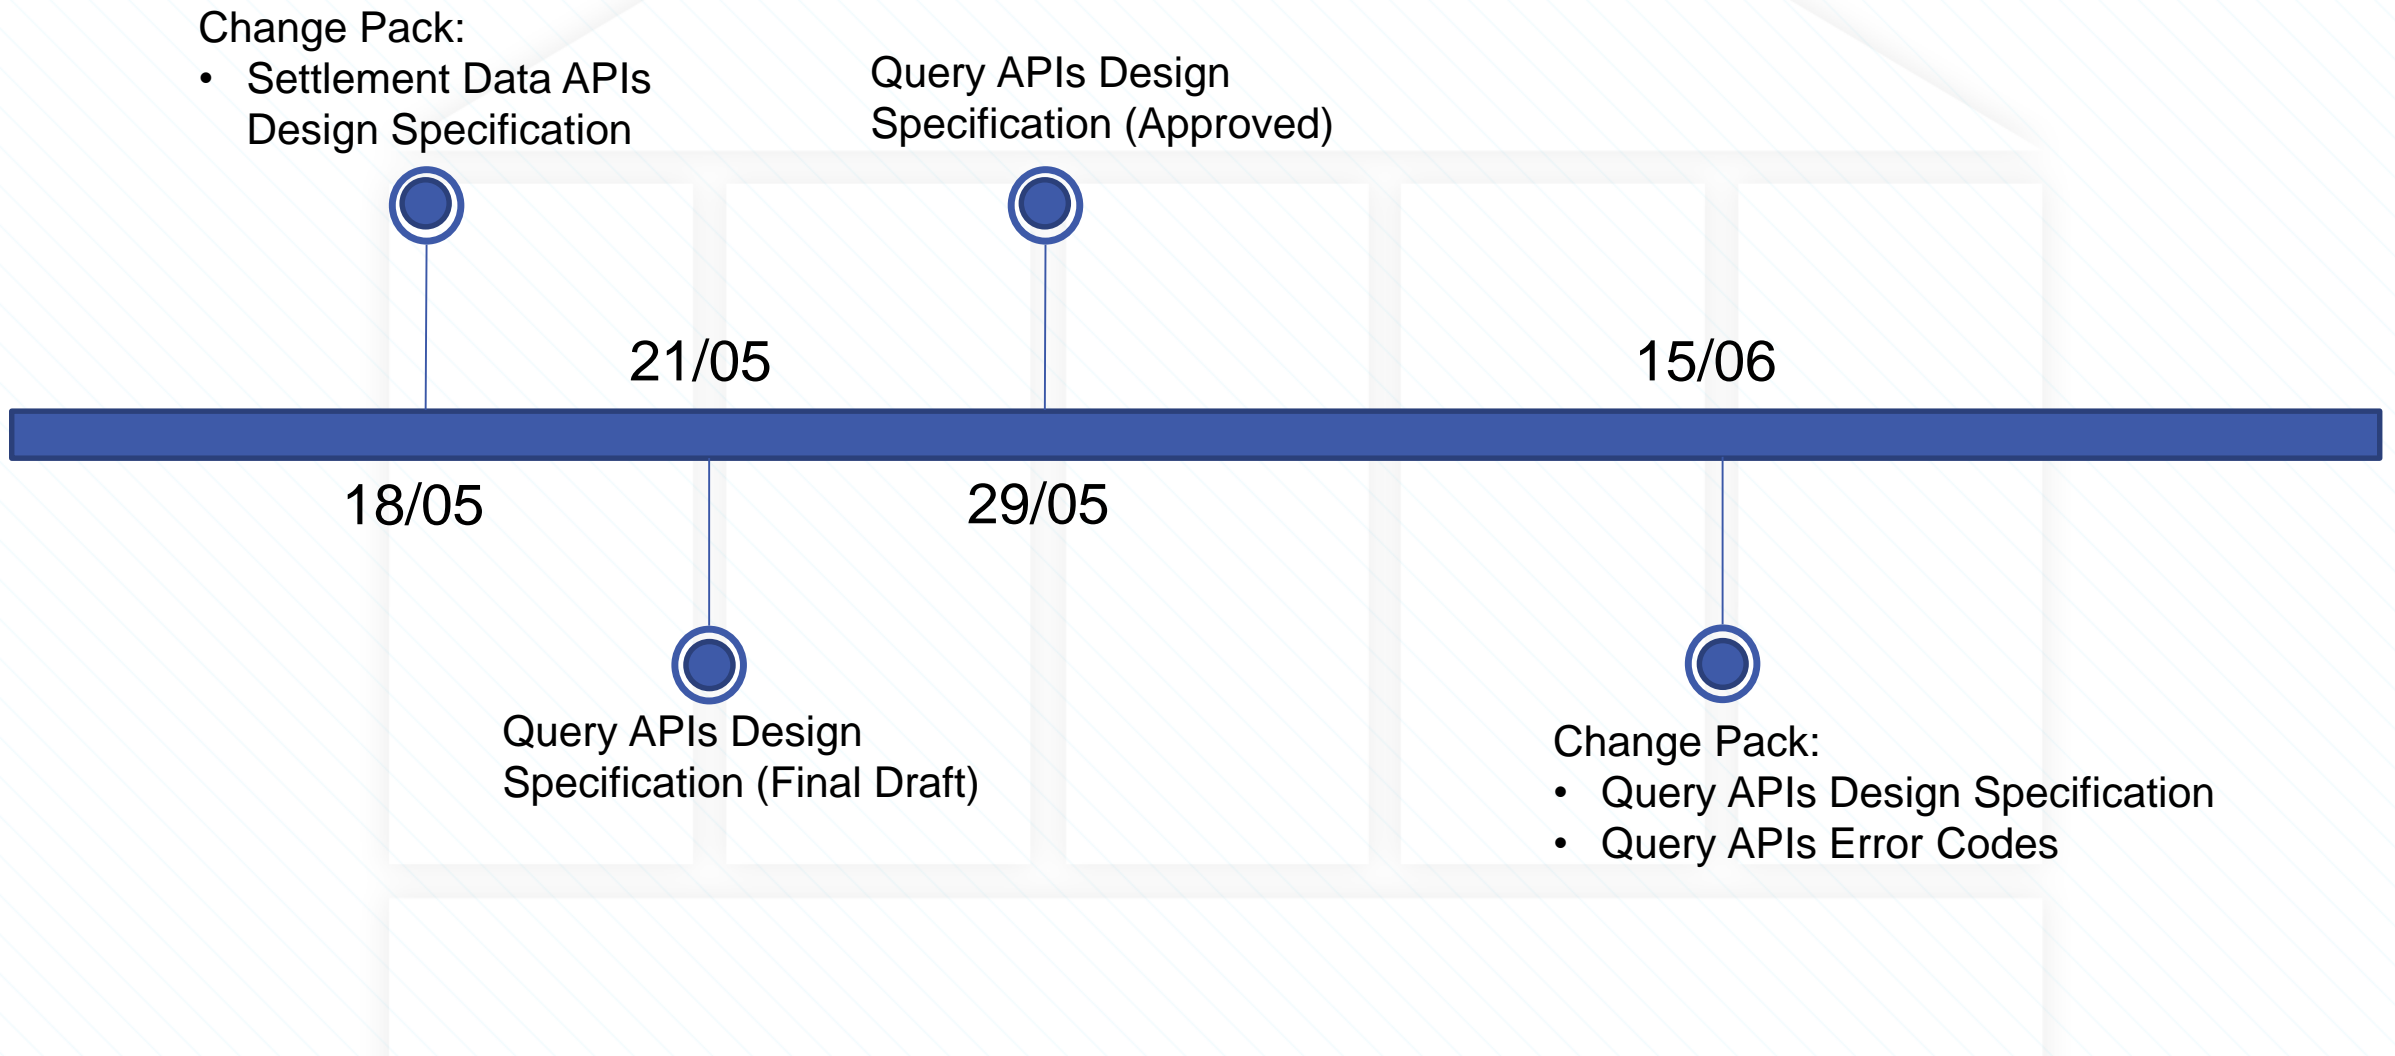 Change Pack:
• Settlement Data APIs
Design Specification
Query APIs Design
Specification (Approved)
21/05
15/06
18/05
29/05
Query APIs Design
Specification (Final Draft)
Change Pack:
• Query APIs Design Specification
• Query APIs Error Codes